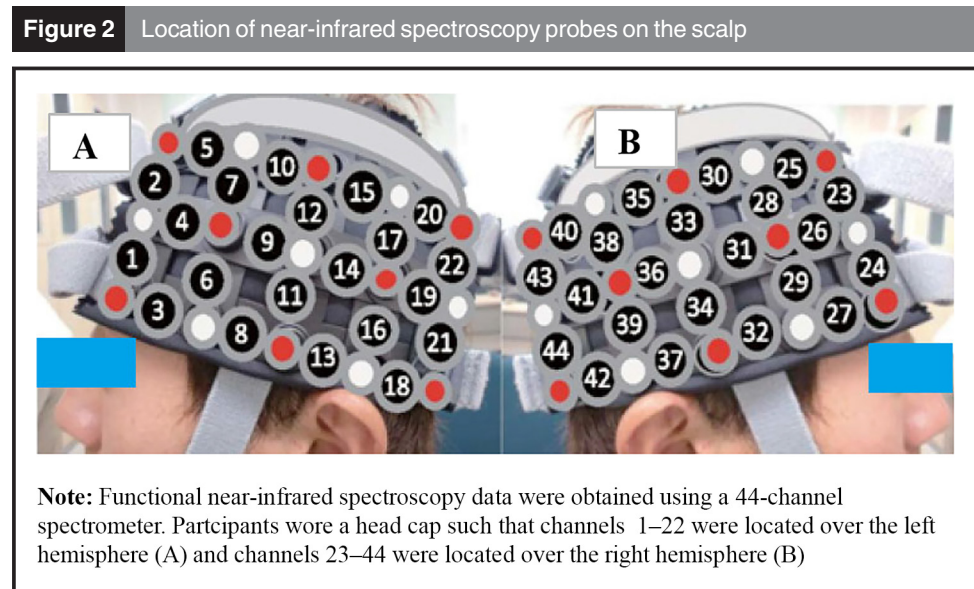 Figure 2 Location of near-infrared spectroscopy probes on the scalp
A B
5 10 15 20
2 7 12 17 22
4 9 14 19
1 6 11 16 21
3 8 13 18
30 25
35 28 23
40 38 33 31 26
43 36 29 24
41 34 27
39 32
44 42 37
Note: Functional near-infrared spectroscopy data were obtained using a 44-channel
spectrometer. Partcipants wore a head cap such that channels 1–22 were located over the left
hemisphere (A) and channels 23–44 were located over the right hemisphere (B)